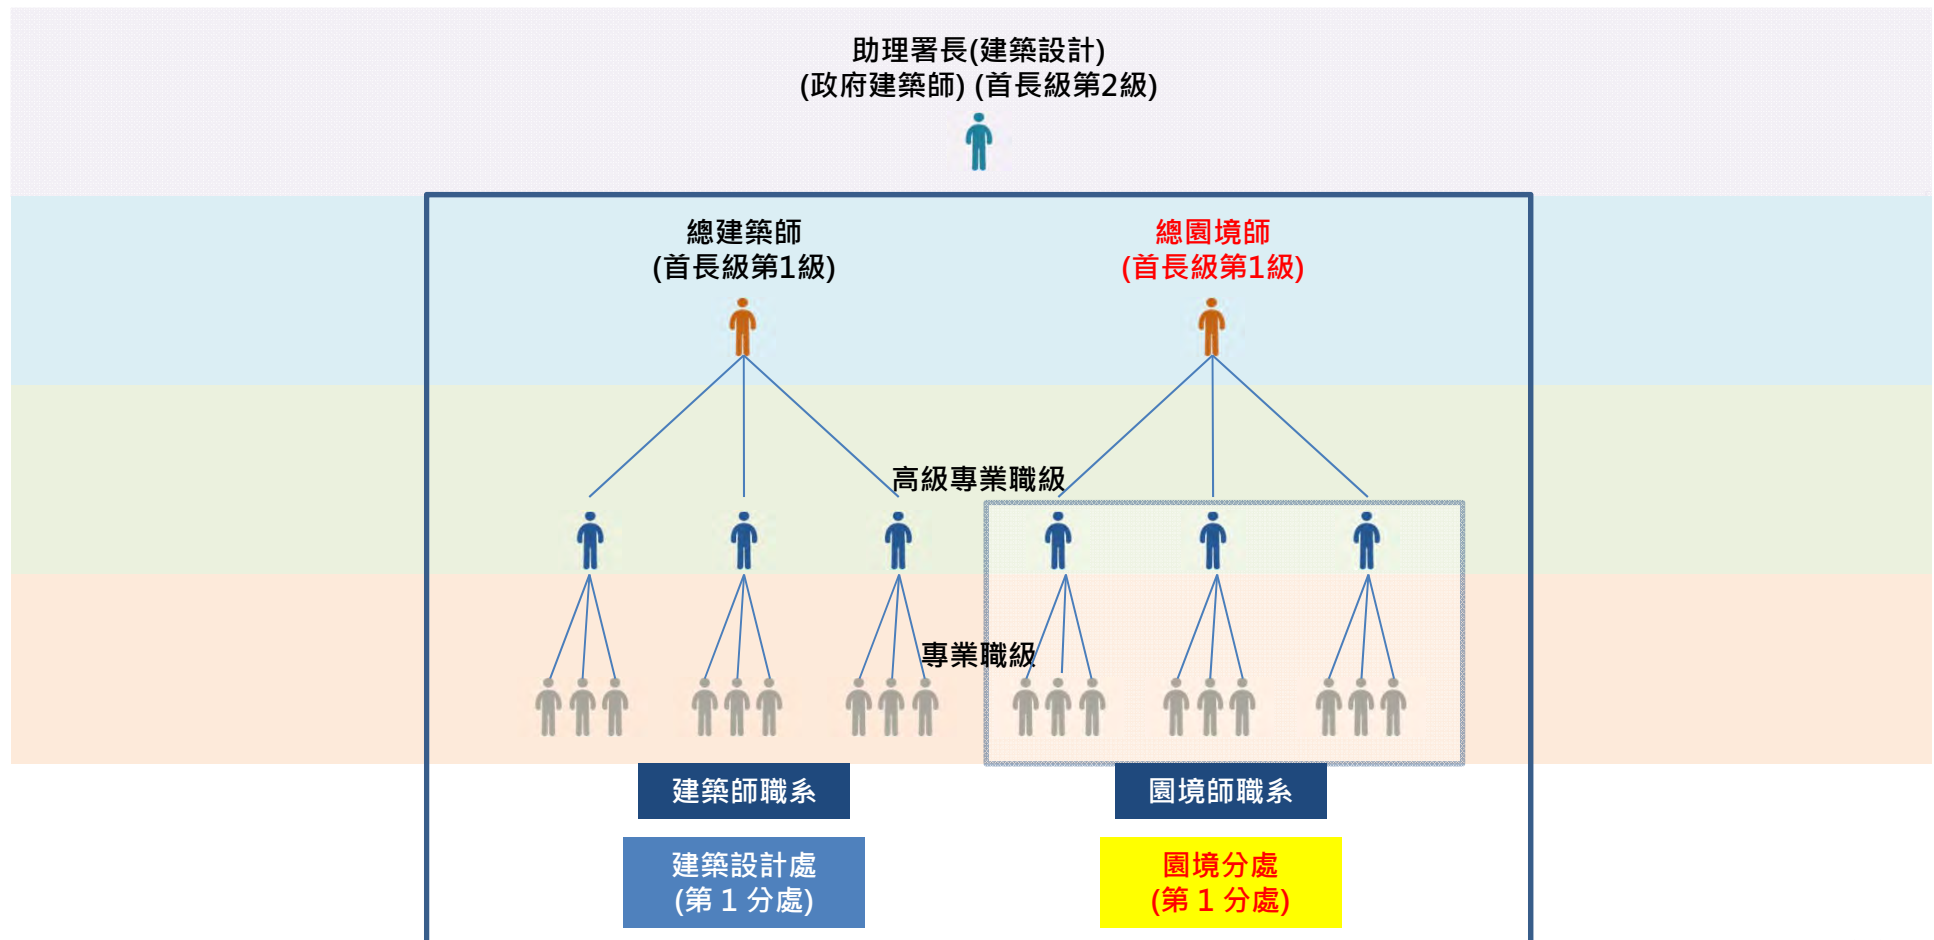 助理署長(建築設計)
(政府建築師) (首長級第2級)
總建築師
(首長級第1級)
總園境師
(首長級第1級)
高級專業職級
專業職級
建築師職系
園境師職系
建築設計處
(第 1 分處)
園境分處
(第 1 分處)